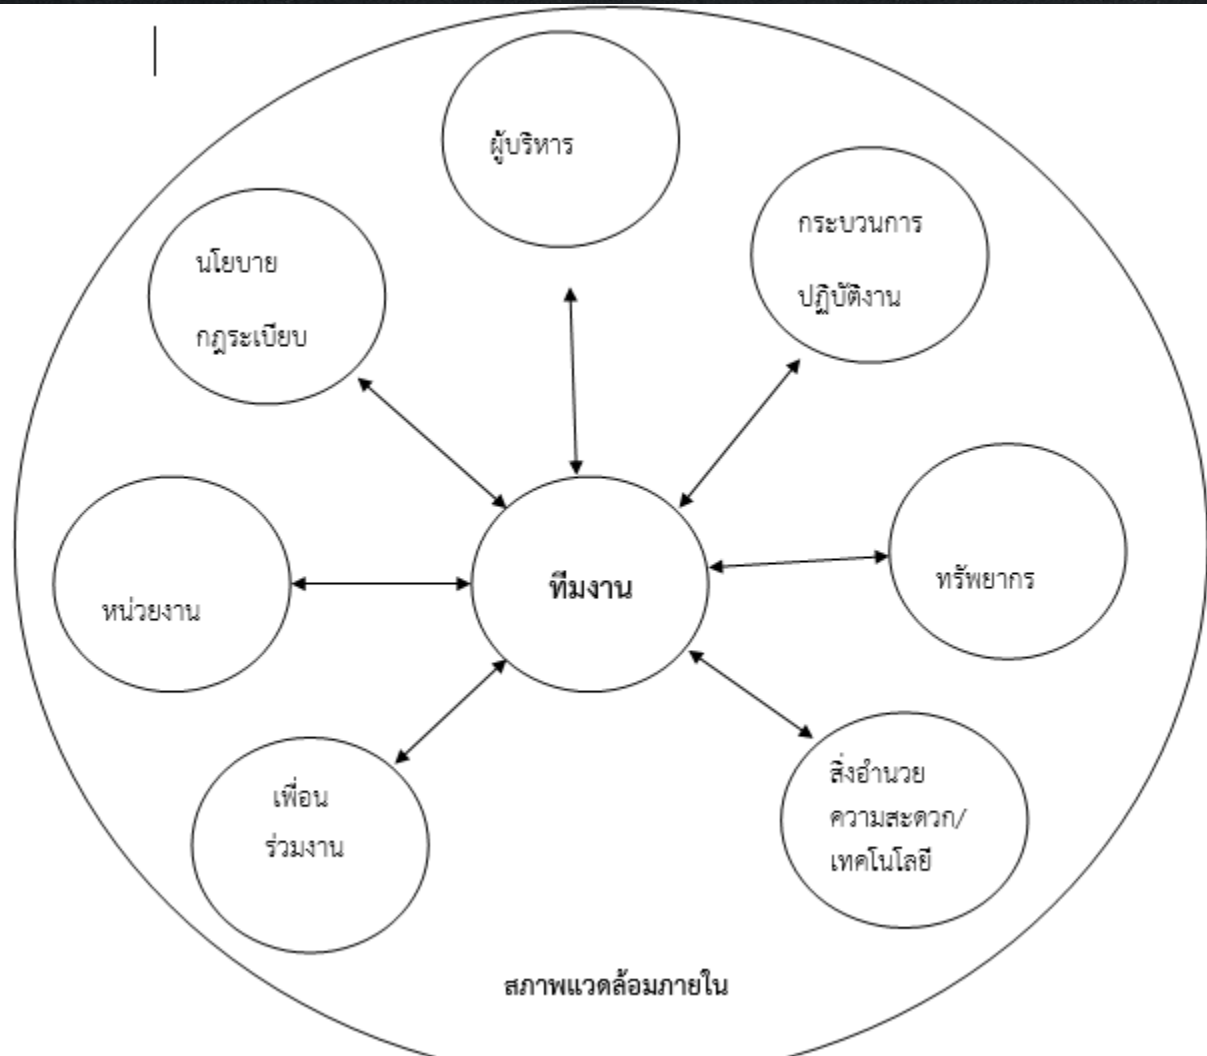 ผู้บริหาร
กระบวนการ
ปฏิบัติงาน
นโยบาย
กฎระเบียบ
ทีมงาน
ทรัพยากร
หน่วยงาน
สิ่งอำนวย
ความสะดวก/
เทคโนโลยี
เพื่อน
ร่วมงาน
สภาพแวดล้อมภายใน